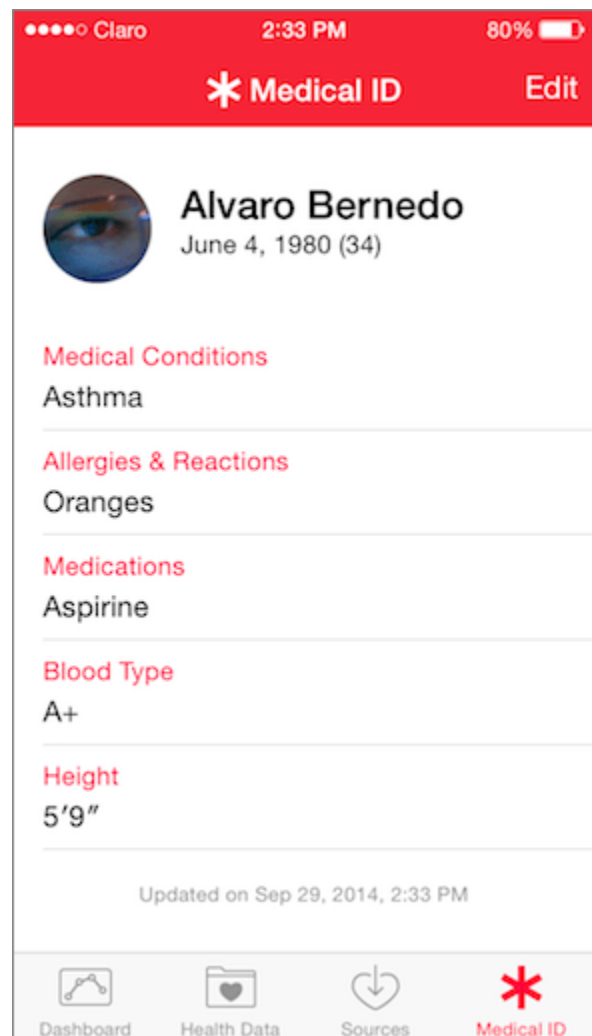 Claro 2:33 PM 80%
Medical ID Edit
Alvaro Bernedo
June 4, 1980 (34)
Medical Conditions
Asthma
Allergies & Reactions
Oranges
Medications
Aspirine
Blood Type
A+
Height
5′9″
Updated on Sep 29, 2014, 2:33 PM
Dashboard Health Data Sources Medical ID